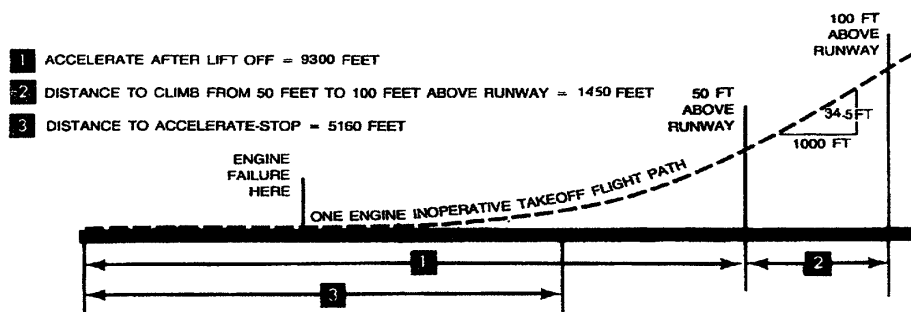 100 FT
ABOVE
RUNWAY
1 ACCELERATE AFTER LIFT OFF = 9300 FEET
2 DISTANCE TO CLIMB FROM 50 FEET TO 100 FEET ABOVE RUNWAY = 1450 FEET
3 DISTANCE TO ACCELERATE-STOP = 5160 FEET
50 FT
ABOVE
RUNWAY
34.5 FT
1000 FT
ENGINE
FAILURE
HERE
ONE ENGINE INOPERATIVE TAKEOFF FLIGHT PATH
1
2
3